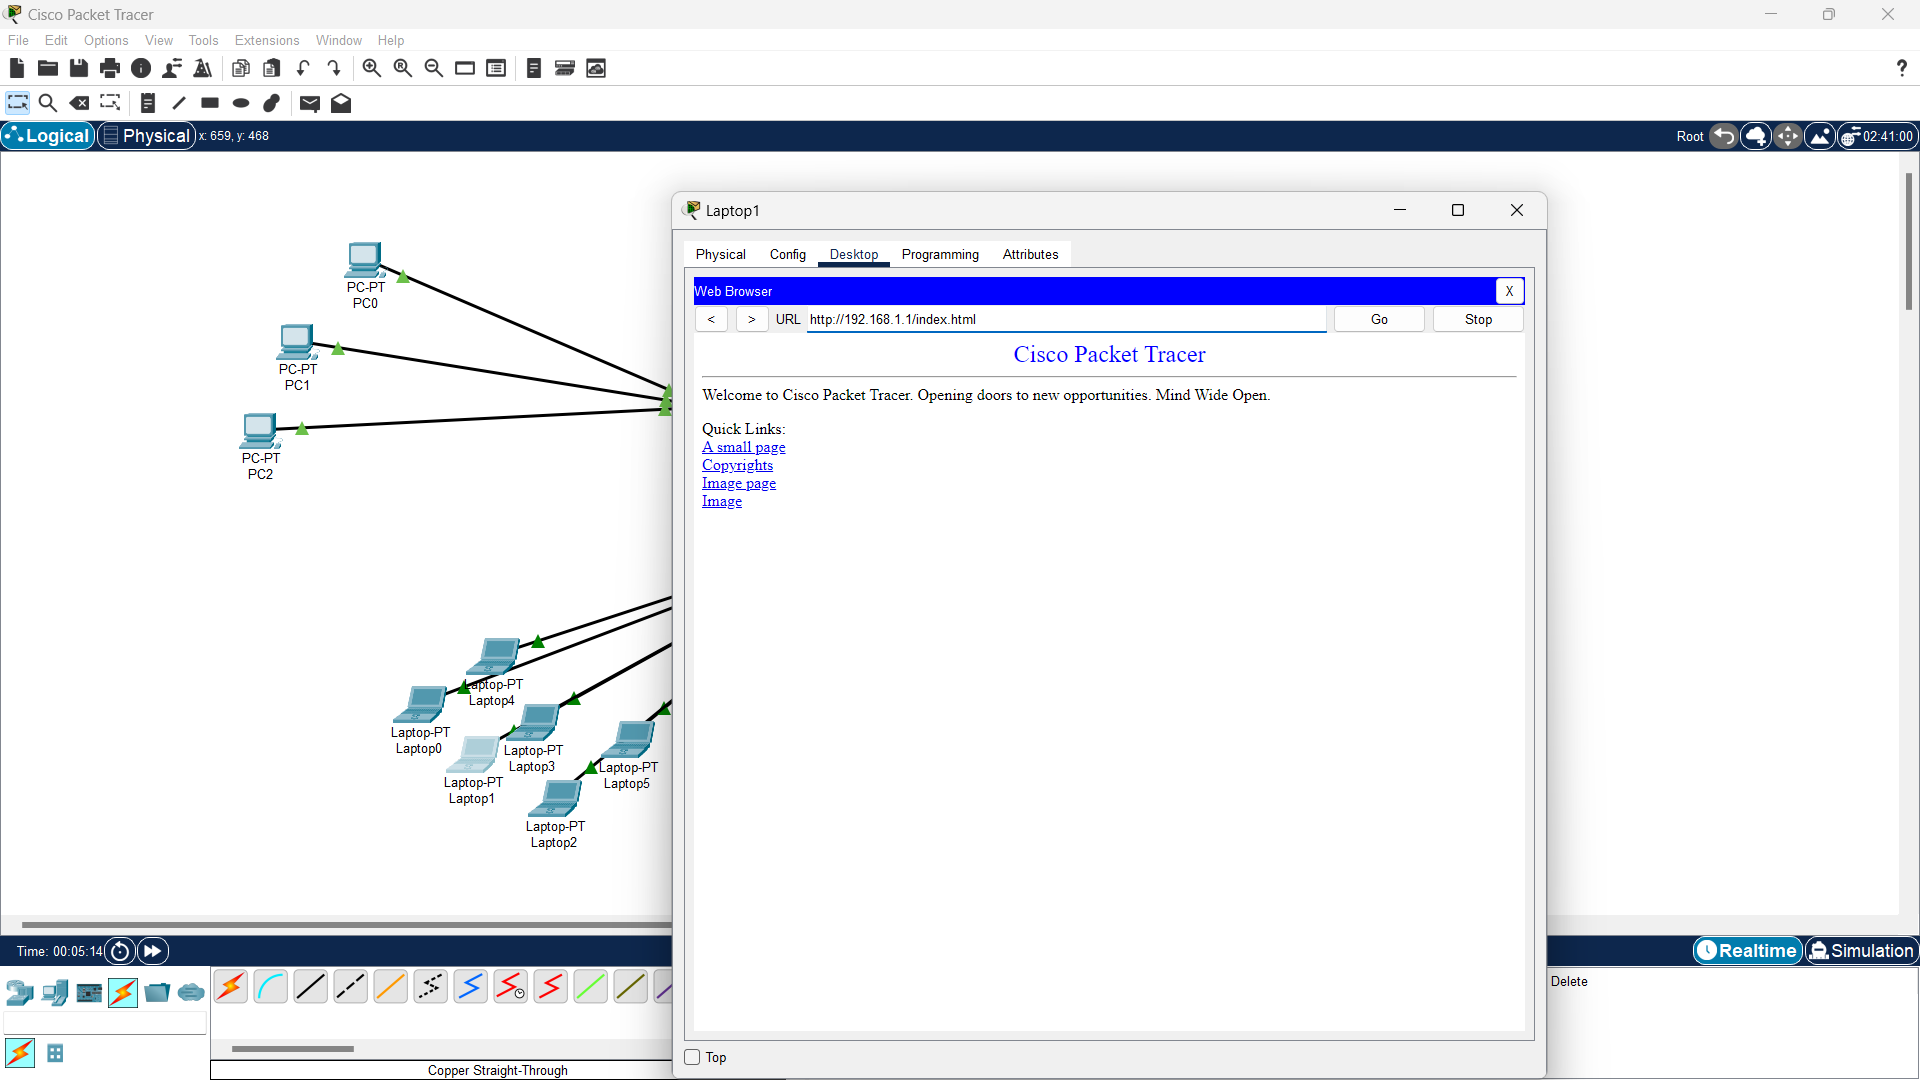 Cisco Packet Tracer
File Edit Options View Tools Extensions Window Help
Logical Physical x: 659, y: 468 Root 02:41:00
PC-PT
PC0
PC-PT
PC1
PC-PT
PC2
Laptop-PT
Laptop4
Laptop-PT
Laptop0
Laptop-PT
Laptop3
Laptop-PT
Laptop1
Laptop-PT
Laptop5
Laptop-PT
Laptop2
Laptop1
Physical Config Desktop Programming Attributes
Web Browser X
< > URL http://192.168.1.1/index.html Go Stop
Cisco Packet Tracer
Welcome to Cisco Packet Tracer. Opening doors to new opportunities. Mind Wide Open.
Quick Links:
A small page
Copyrights
Image page
Image
Top
Time: 00:05:14 Realtime Simulation
Delete
Copper Straight-Through